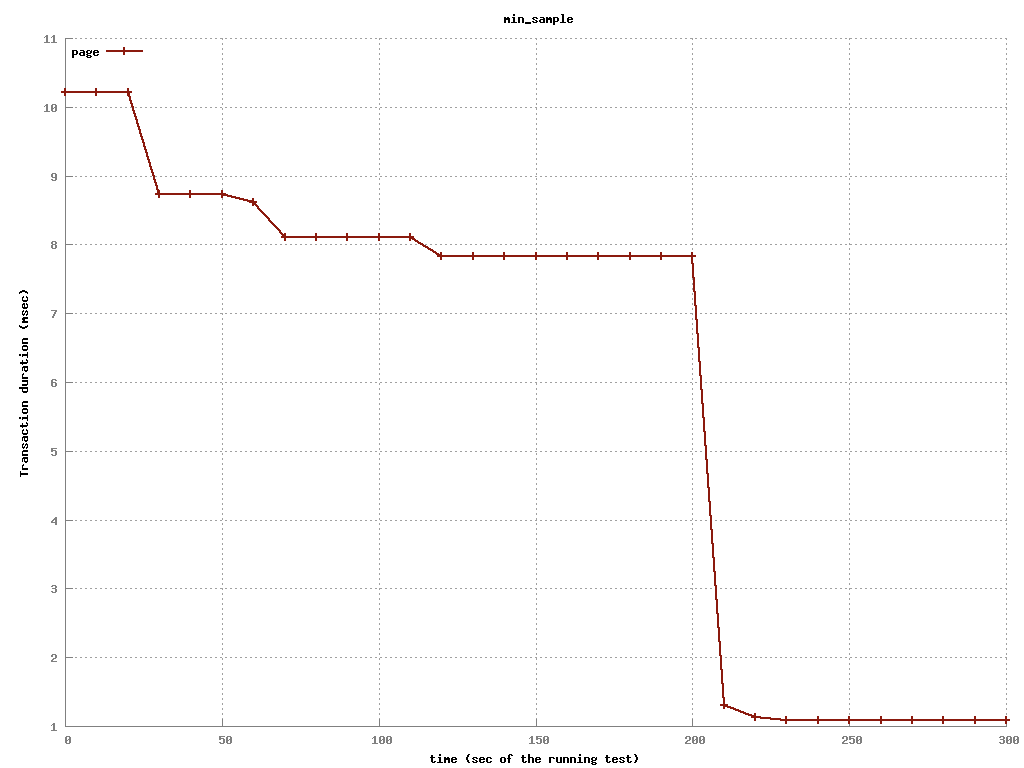 min_sample
page
11
10
9
8
7
6
5
4
3
2
1
Transaction duration (msec)
0 50 100 150 200 250 300
time (sec of the running test)